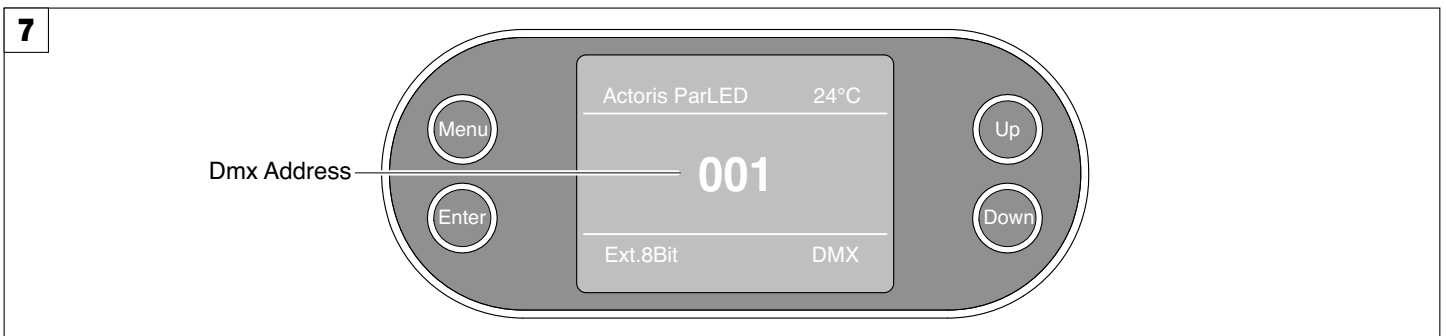 7
Actoris ParLED 24°C
Menu
Up
Dmx Address
001
Enter
Down
Ext.8Bit DMX